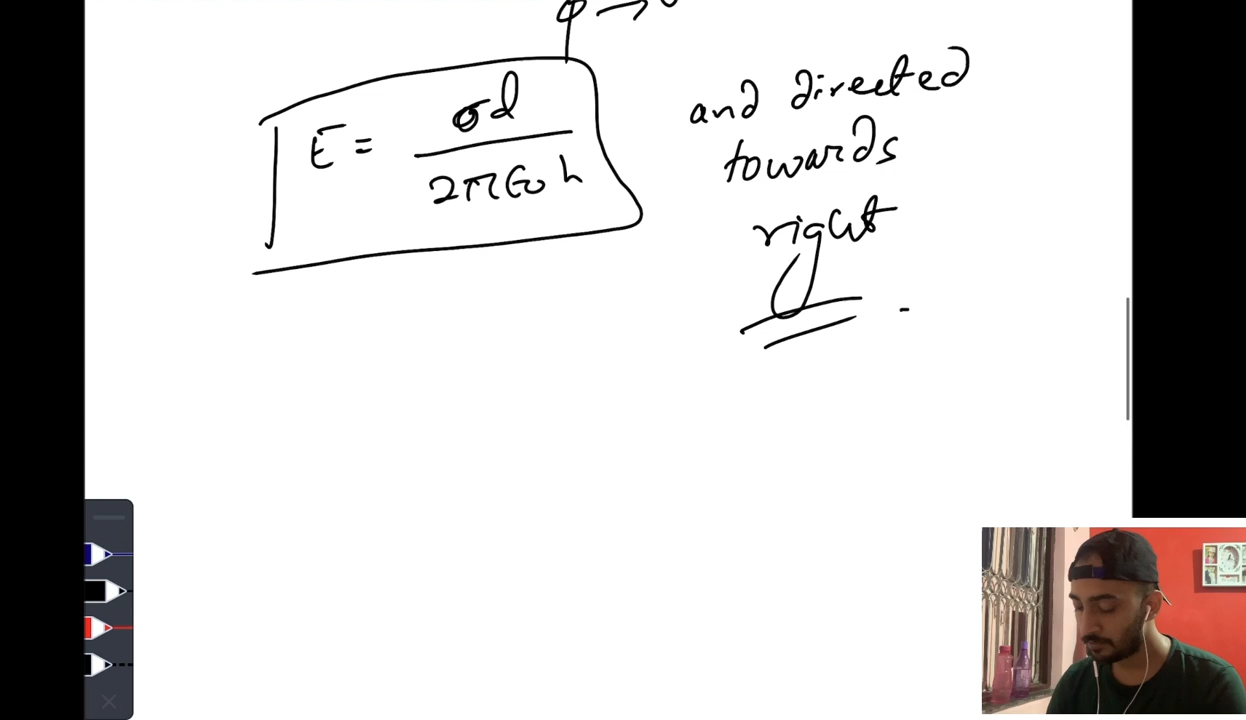 E = σd / 2πε₀h
and directed
towards
right